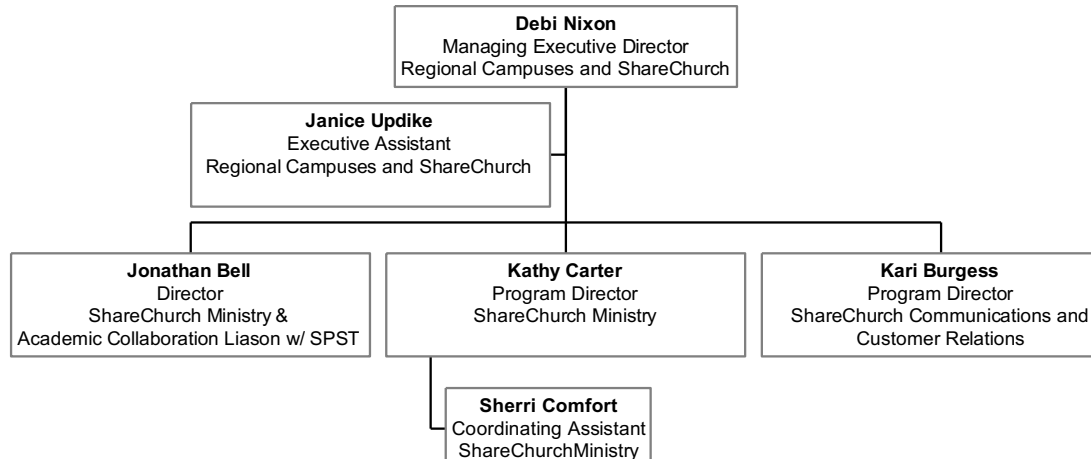 Debi Nixon
Managing Executive Director
Regional Campuses and ShareChurch
Janice Updike
Executive Assistant
Regional Campuses and ShareChurch
Jonathan Bell
Director
ShareChurch Ministry &
Academic Collaboration Liason w/ SPST
Kathy Carter
Program Director
ShareChurch Ministry
Kari Burgess
Program Director
ShareChurch Communications and
Customer Relations
Sherri Comfort
Coordinating Assistant
ShareChurchMinistry